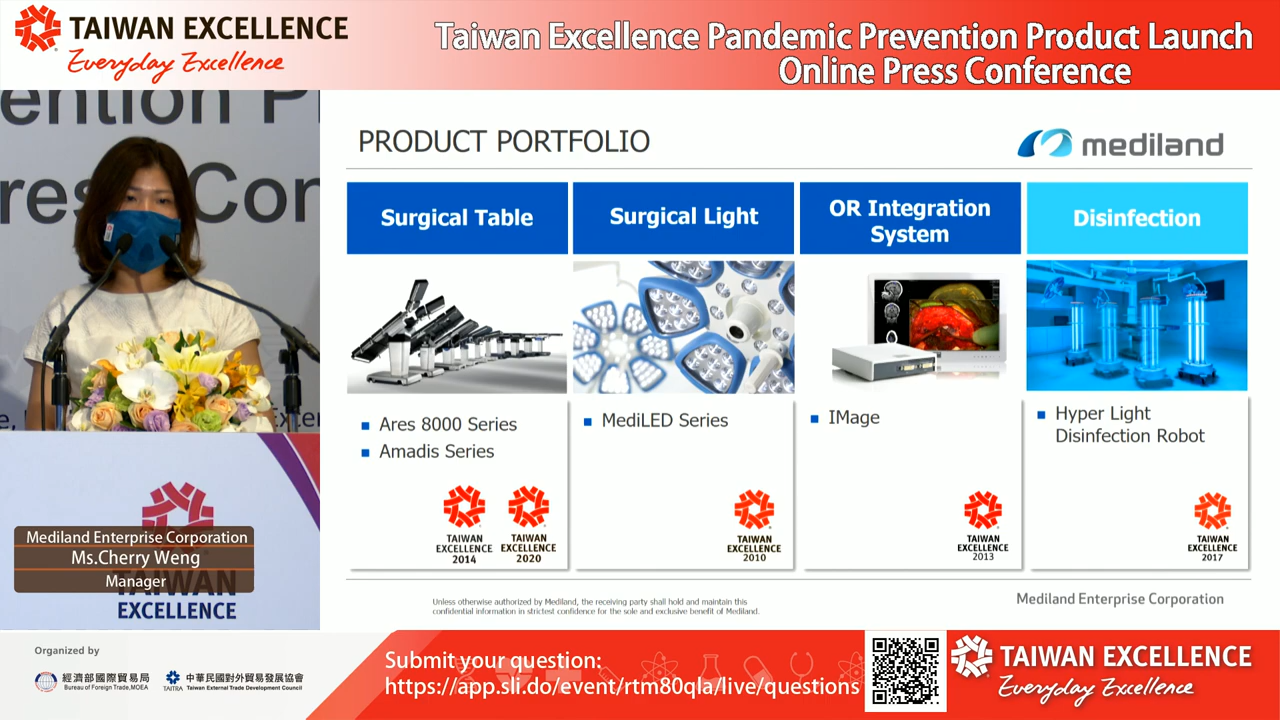 TAIWAN EXCELLENCE
Everyday Excellence
Taiwan Excellence Pandemic Prevention Product Launch
Online Press Conference
ention P
res Con
PRODUCT PORTFOLIO
mediland
Surgical Table
Surgical Light
OR Integration
System
Disinfection
Ares 8000 Series
Amadis Series
MediLED Series
IMage
Hyper Light
Disinfection Robot
TAIWAN
EXCELLENCE
2014
TAIWAN
EXCELLENCE
2020
TAIWAN
EXCELLENCE
2010
TAIWAN
EXCELLENCE
2013
TAIWAN
EXCELLENCE
2017
Unless otherwise authorized by Mediland, the receiving party shall hold and maintain this
confidential information in strictest confidence for the sole and exclusive benefit of Mediland.
Mediland Enterprise Corporation
Mediland Enterprise Corporation
Ms.Cherry Weng
Manager
TAIWAN
EXCELLENCE
Organized by
經濟部國際貿易局
Bureau of Foreign Trade,MOEA
TAITRA
中華民國對外貿易發展協會
Taiwan External Trade Development Council
Submit your question:
https://app.sli.do/event/rtm80qla/live/questions
TAIWAN EXCELLENCE
Everyday Excellence